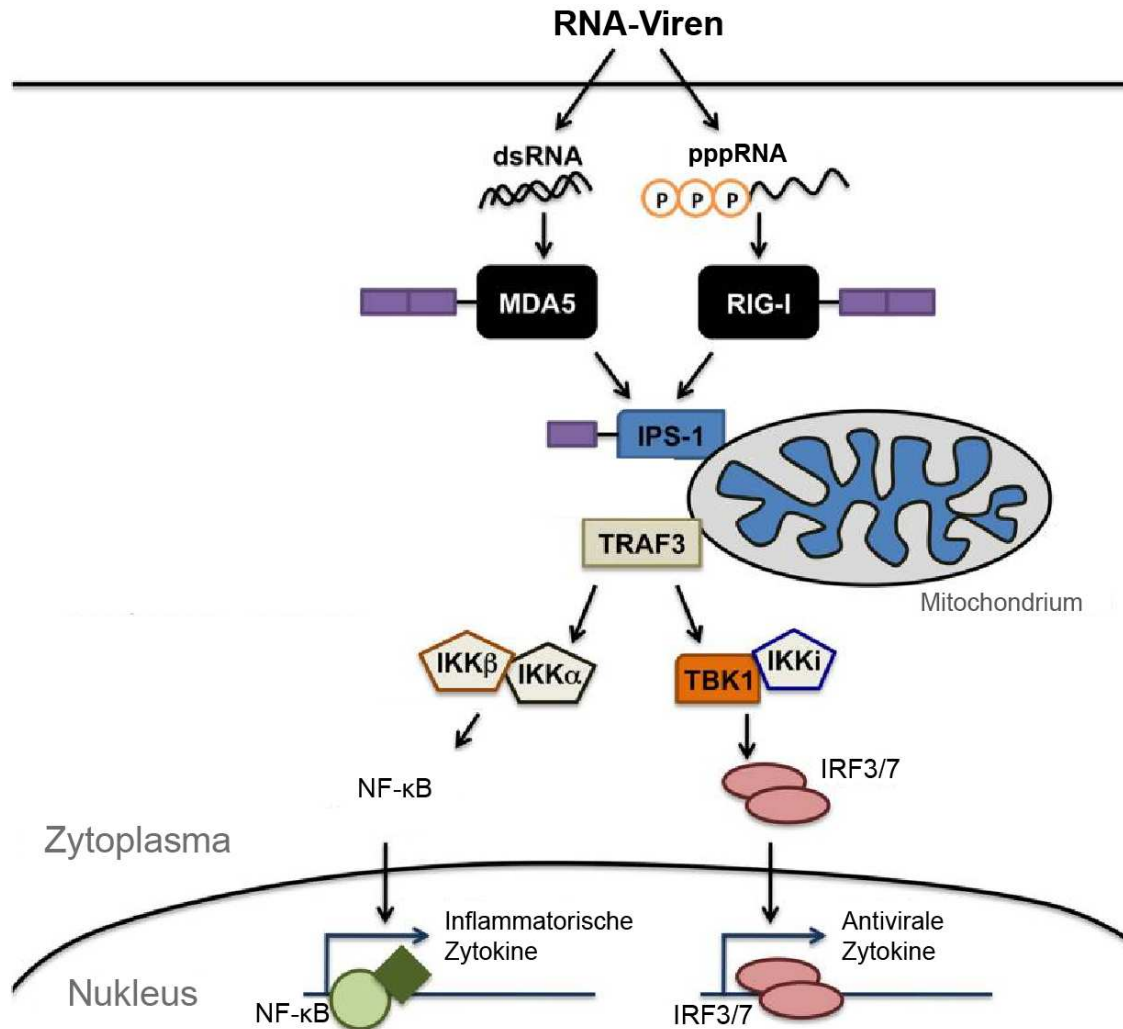 RNA-Viren
dsRNA
pppRNA
P P P
MDA5
RIG-I
IPS-1
TRAF3
Mitochondrium
IKKβ
IKKα
TBK1
IKKi
NF-κB
IRF3/7
Zytoplasma
Inflammatorische
Zytokine
Antivirale
Zytokine
Nukleus
NF-κB
IRF3/7